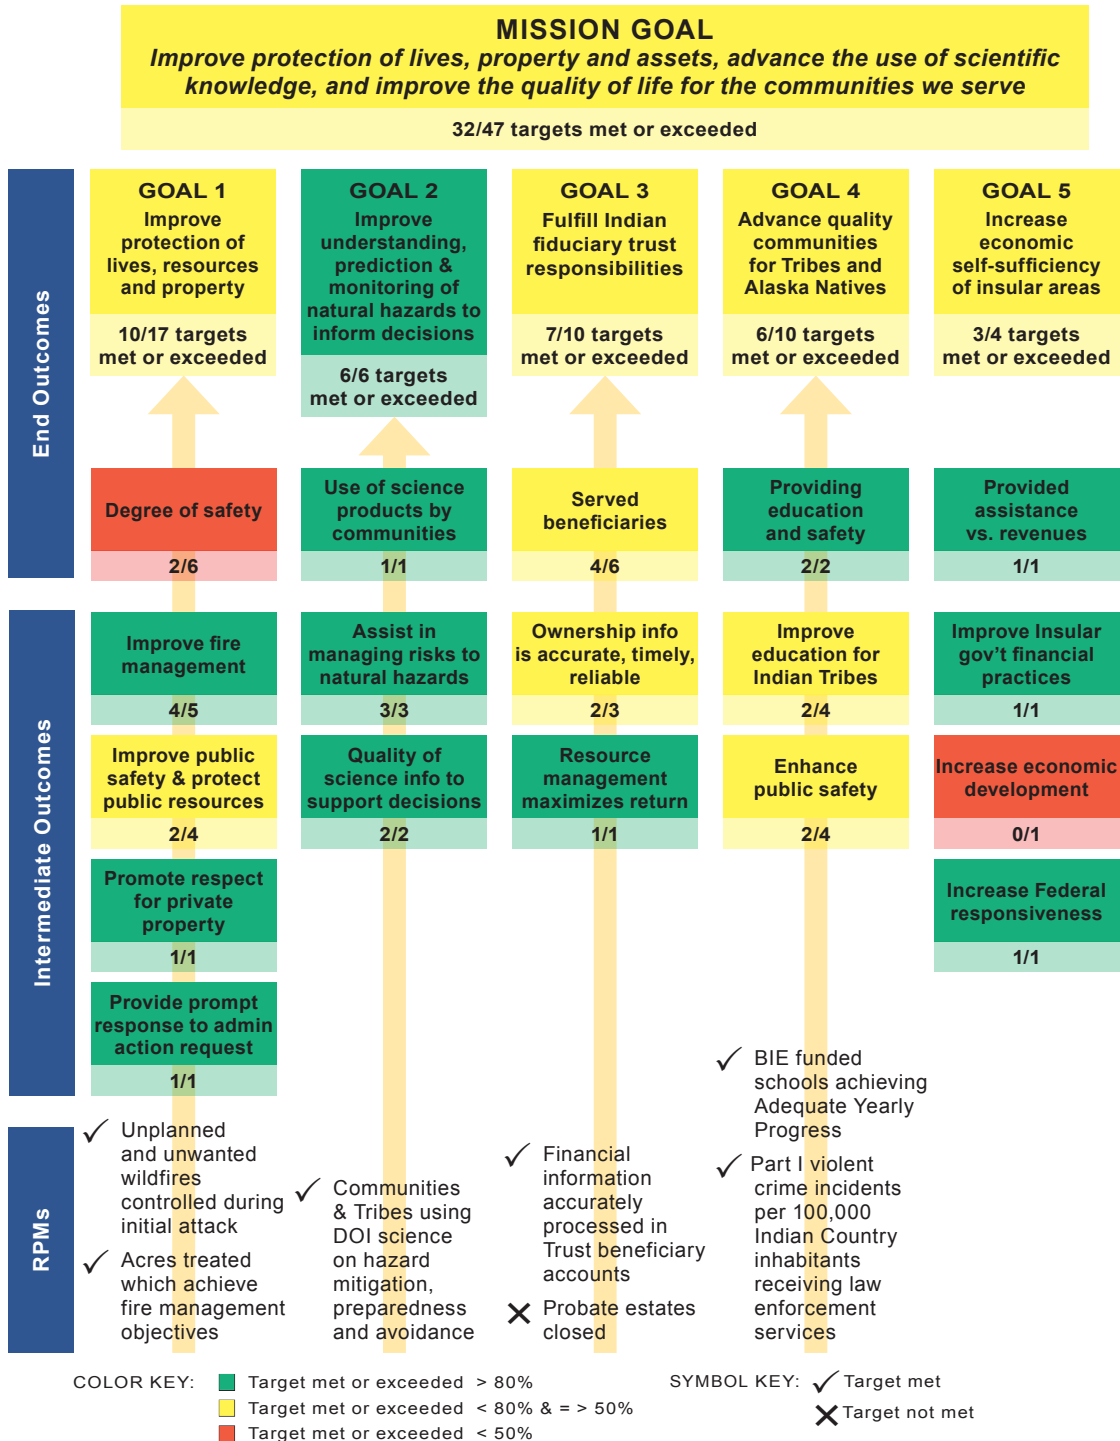 MISSION GOAL
Improve protection of lives, property and assets, advance the use of scientific
knowledge, and improve the quality of life for the communities we serve
32/47 targets met or exceeded
End Outcomes
GOAL 1
Improve
protection of
lives, resources
and property
10/17 targets
met or exceeded
GOAL 2
Improve
understanding,
prediction &
monitoring of
natural hazards to
inform decisions
6/6 targets
met or exceeded
GOAL 3
Fulfill Indian
fiduciary trust
responsibilities
7/10 targets
met or exceeded
GOAL 4
Advance quality
communities
for Tribes and
Alaska Natives
6/10 targets
met or exceeded
GOAL 5
Increase
economic
self-sufficiency
of insular areas
3/4 targets
met or exceeded
Degree of safety
2/6
Use of science
products by
communities
1/1
Served
beneficiaries
4/6
Providing
education
and safety
2/2
Provided
assistance
vs. revenues
1/1
Intermediate Outcomes
Improve fire
management
4/5
Assist in
managing risks to
natural hazards
3/3
Ownership info
is accurate, timely,
reliable
2/3
Improve
education for
Indian Tribes
2/4
Improve Insular
gov't financial
practices
1/1
Improve public
safety & protect
public resources
2/4
Quality of
science info to
support decisions
2/2
Resource
management
maximizes return
1/1
Enhance
public safety
2/4
Increase economic
development
0/1
Promote respect
for private
property
1/1
Increase Federal
responsiveness
1/1
Provide prompt
response to admin
action request
1/1
RPMs
✓ Unplanned
and unwanted
wildfires
controlled during
initial attack
✓ Acres treated
which achieve
fire management
objectives
✓ Communities
& Tribes using
DOI science
on hazard
mitigation,
preparedness
and avoidance
✓ Financial
information
accurately
processed in
Trust beneficiary
accounts
✕ Probate estates
closed
✓ BIE funded
schools achieving
Adequate Yearly
Progress
✓ Part I violent
crime incidents
per 100,000
Indian Country
inhabitants
receiving law
enforcement
services
COLOR KEY:
Target met or exceeded > 80%
Target met or exceeded < 80% & = > 50%
Target met or exceeded < 50%
SYMBOL KEY: ✓ Target met
✕ Target not met